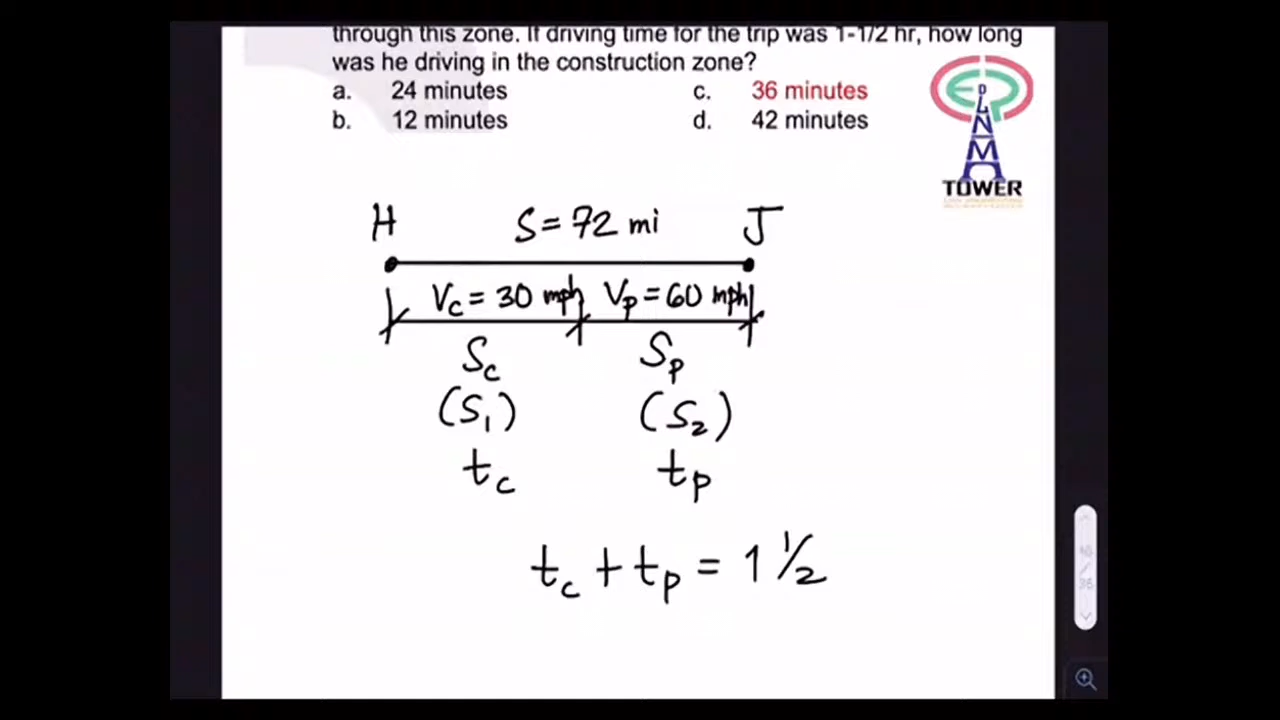 through this zone. If driving time for the trip was 1-1/2 hr, how long
was he driving in the construction zone?
a. 24 minutes c. 36 minutes
b. 12 minutes d. 42 minutes
EE
PLNMA
TOWER
H S = 72 mi J
Vc = 30 mph Vp = 60 mph
Sc Sp
(S1) (S2)
tc tp
tc + tp = 1 1/2